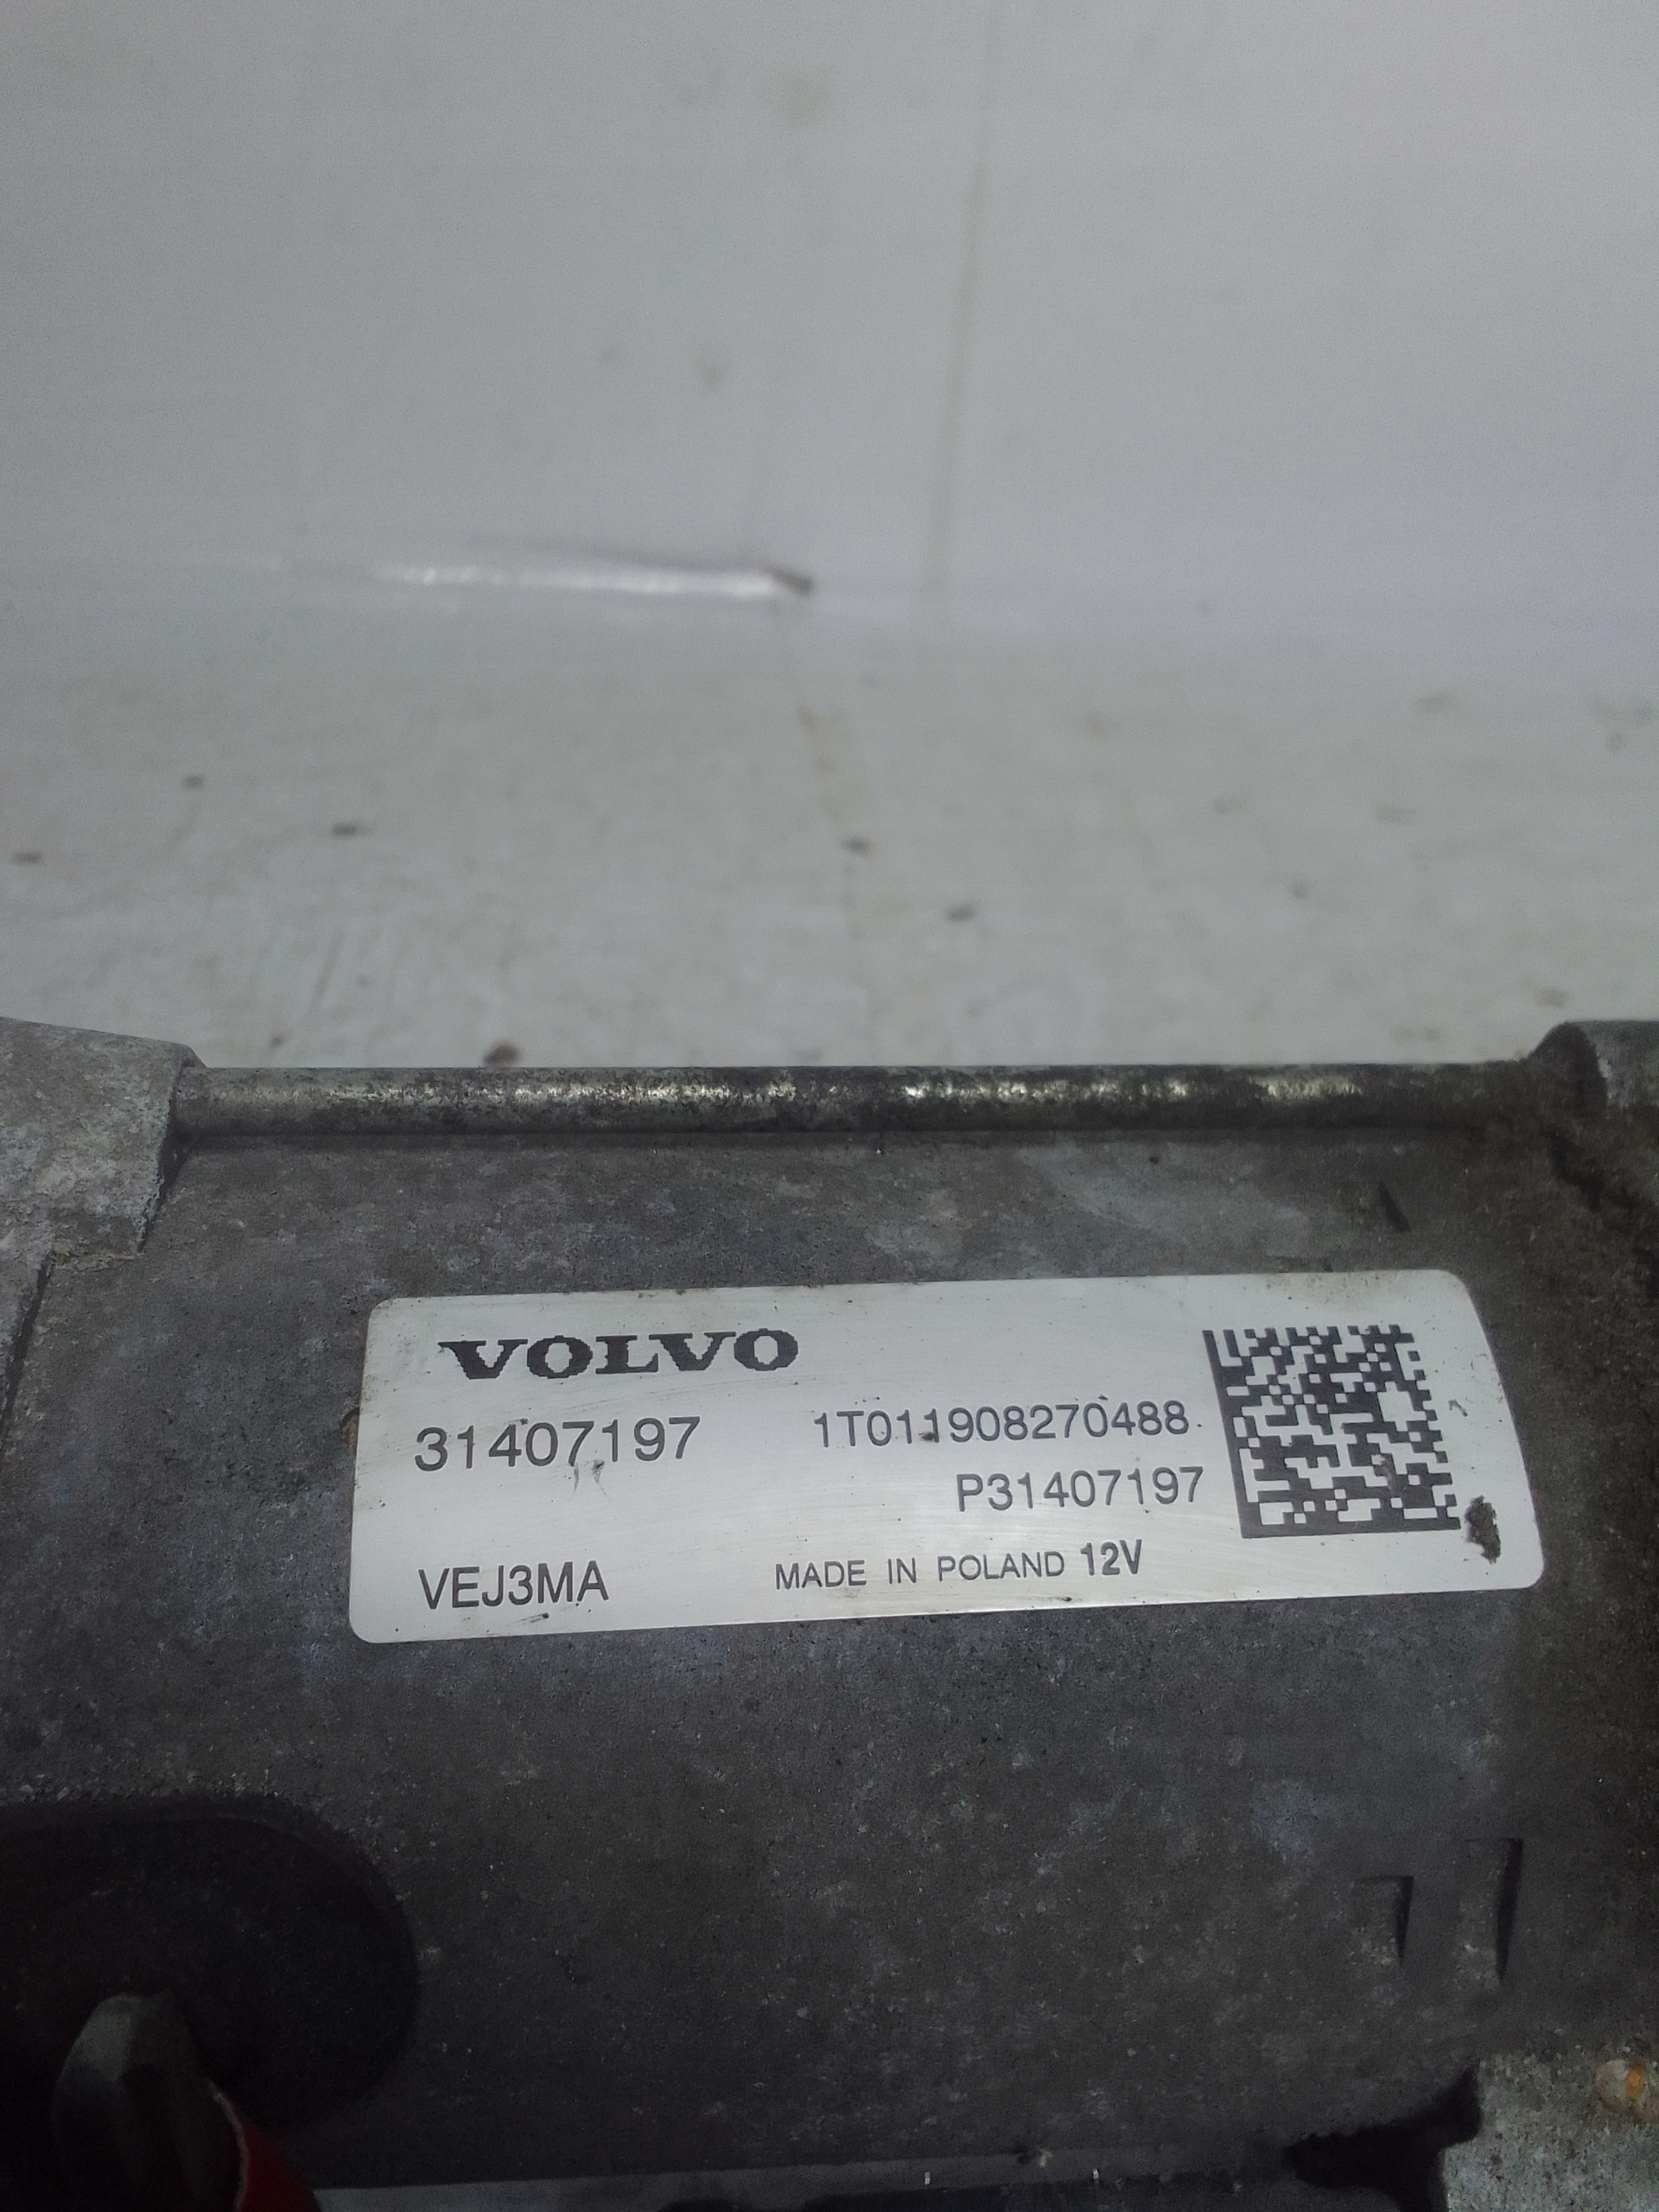 VOLVO
31407197 1T011908270488
P31407197
VEJ3MA MADE IN POLAND 12V